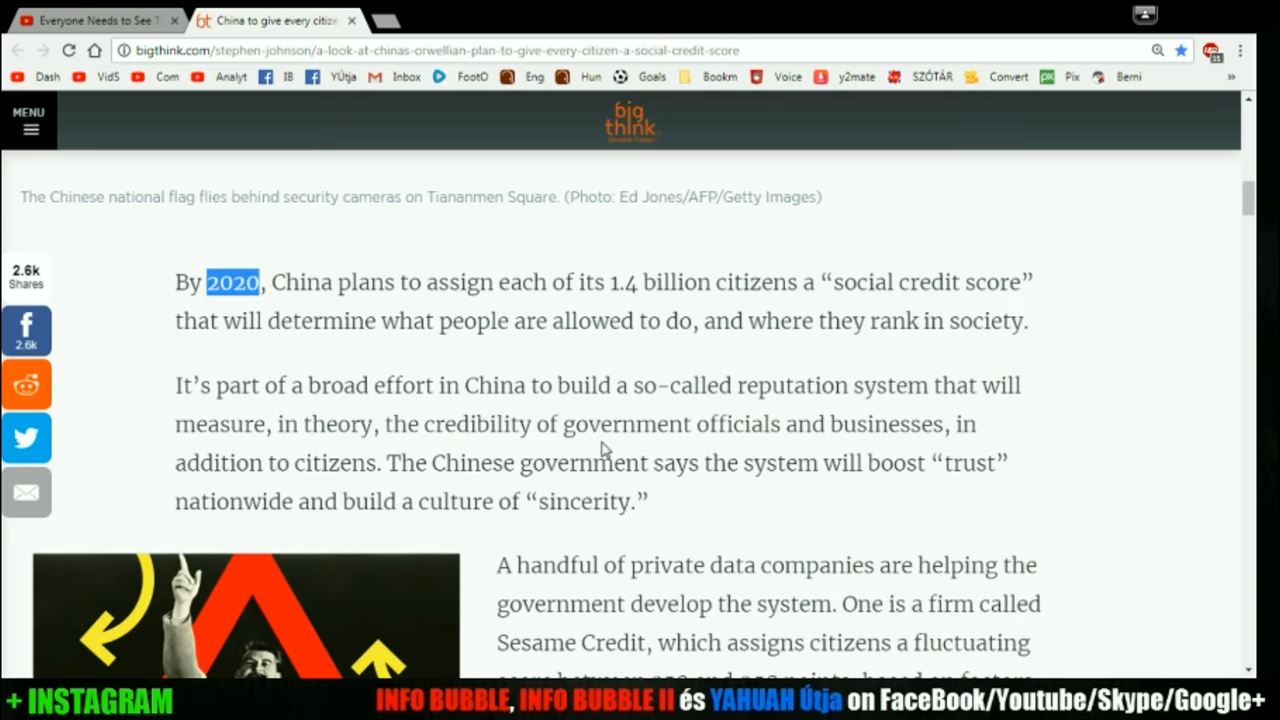 Everyone Needs to See T
China to give every citize
bigthink.com/stephen-johnson/a-look-at-chinas-orwellian-plan-to-give-every-citizen-a-social-credit-score
Dash VidS Com Analyt IB YÚtja Inbox FootO Eng Hun Goals Bookm Voice y2mate SZÓTÁR Convert Pix Berni
MENU
big
think
The Chinese national flag flies behind security cameras on Tiananmen Square. (Photo: Ed Jones/AFP/Getty Images)
2.6k
Shares
2.6k
By 2020, China plans to assign each of its 1.4 billion citizens a “social credit score”
that will determine what people are allowed to do, and where they rank in society.
It’s part of a broad effort in China to build a so-called reputation system that will
measure, in theory, the credibility of government officials and businesses, in
addition to citizens. The Chinese government says the system will boost “trust”
nationwide and build a culture of “sincerity.”
A handful of private data companies are helping the
government develop the system. One is a firm called
Sesame Credit, which assigns citizens a fluctuating
+ INSTAGRAM
INFO BUBBLE, INFO BUBBLE II és YAHUAH Útja on FaceBook/Youtube/Skype/Google+